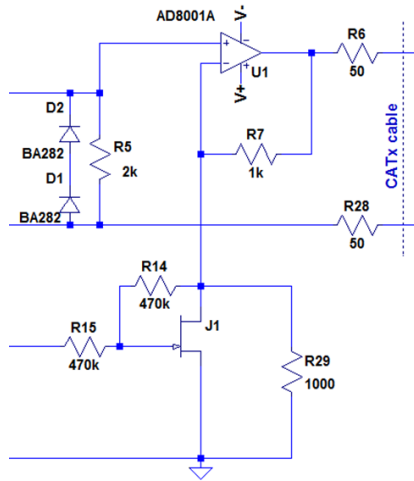 AD8001A
V-
U1
V+
R6
50
D2
BA282
D1
BA282
R5
2k
R7
1k
CATx cable
R28
50
R14
470k
R15
470k
J1
R29
1000